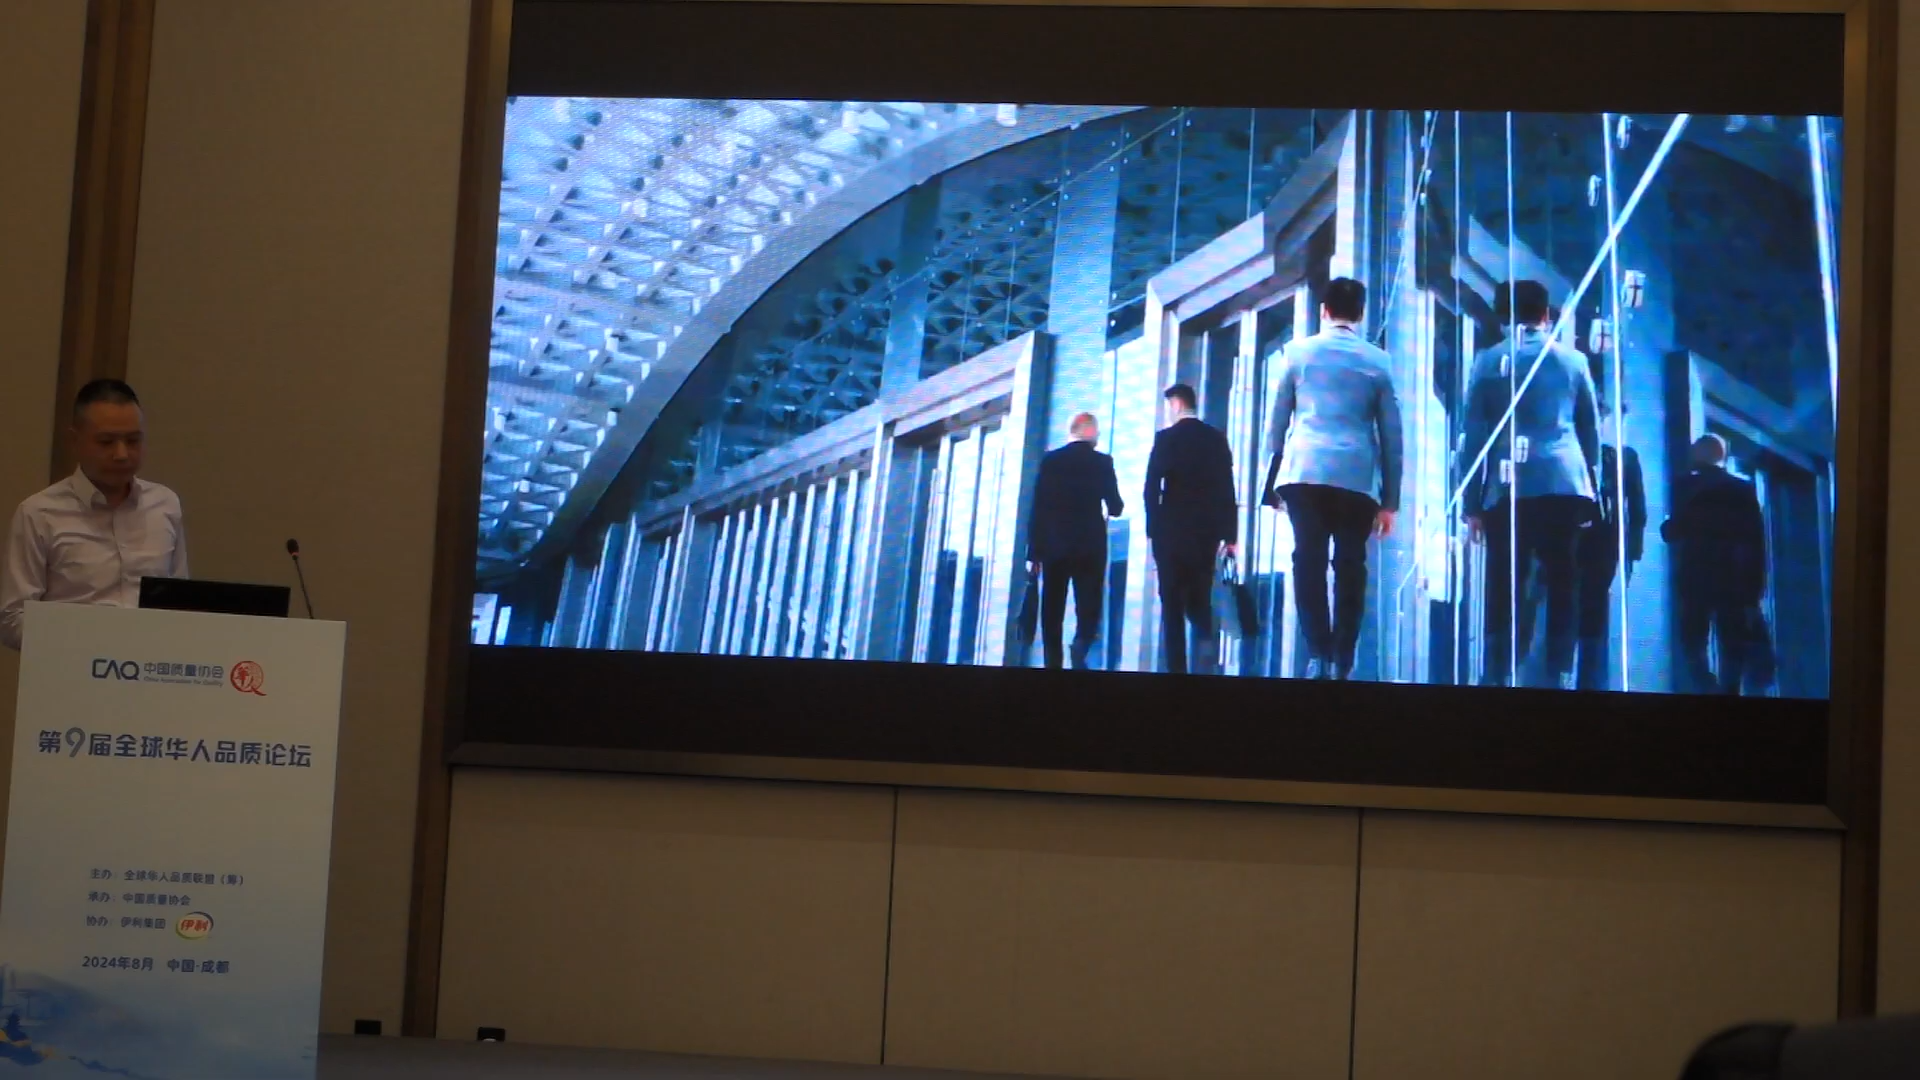 CAQ 中国质量协会 华人
China Association for Quality
第9届全球华人品质论坛
主办：全球华人品质联盟（筹）
承办：中国质量协会
协办：伊利集团 伊利
2024年8月 中国·成都